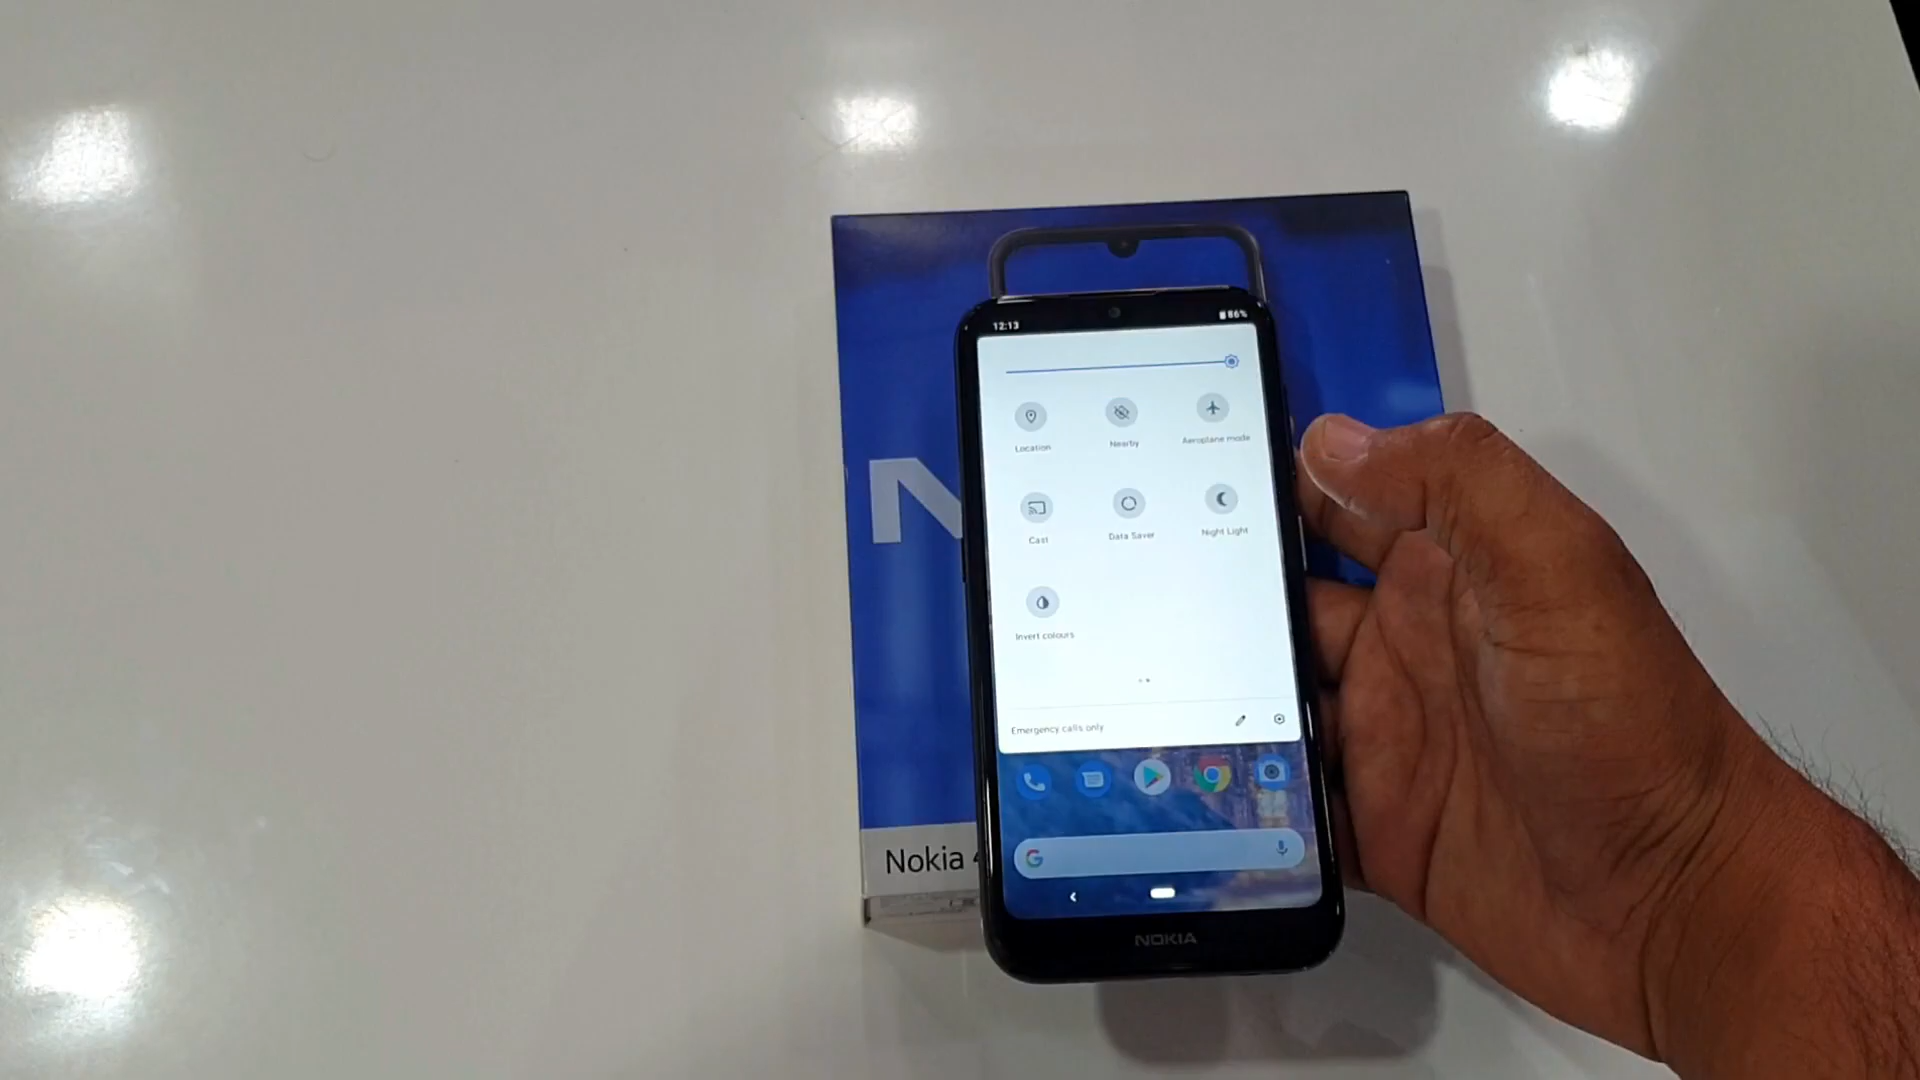 12:13
86%
Location
Nearby
Aeroplane mode
Cast
Data Saver
Night Light
Invert colours
Emergency calls only
G
NOKIA
N
Nokia